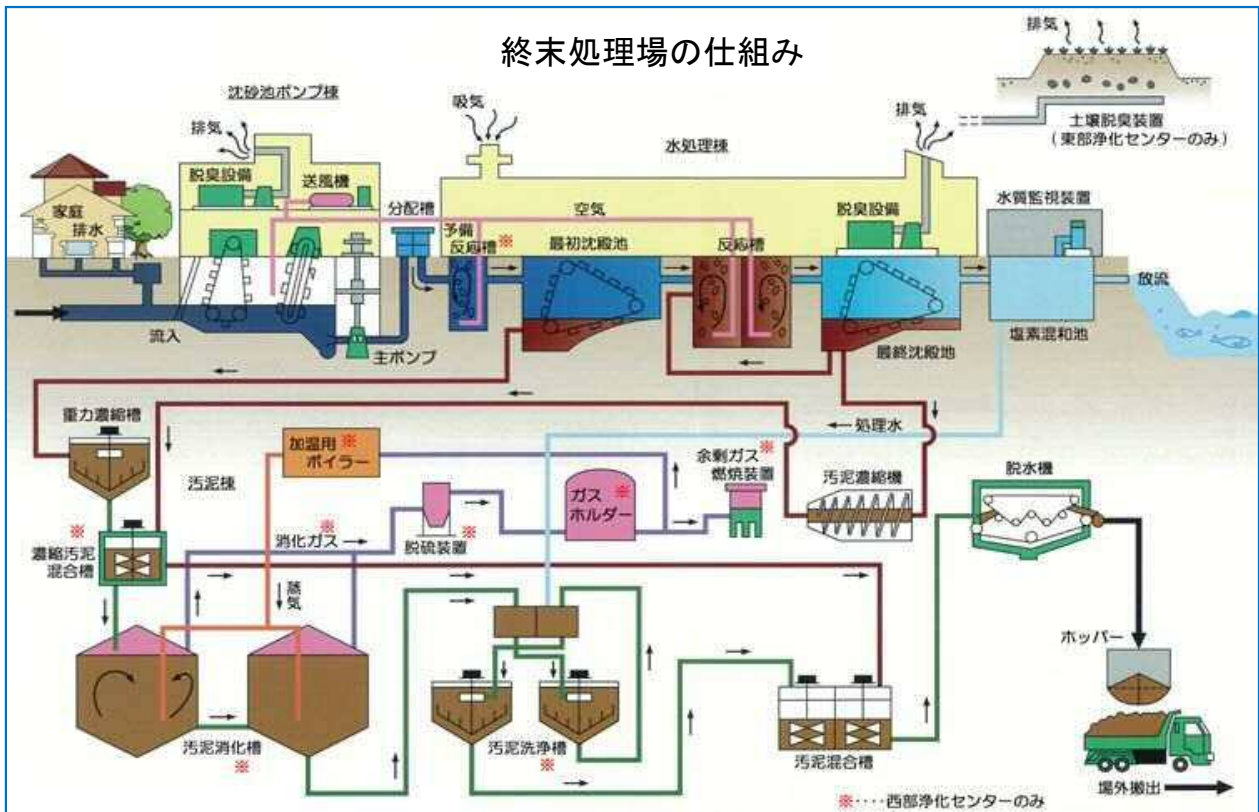 終末処理場の仕組み
排気
土壌脱臭装置
(東部浄化センターのみ)
沈砂池ポンプ棟
排気
脱臭設備
送風機
吸気
水処理棟
排気
家庭
排水
分配槽
予備
反応槽※
空気
最初沈殿池
反応槽
脱臭設備
水質監視装置
放流
流入
主ポンプ
最終沈殿地
塩素混和池
重力濃縮槽
加温用※
ボイラー
汚泥棟
※
濃縮汚泥
混合槽
消化ガス
※
脱硫装置
※
ガス※
ホルダー
余剰ガス※
燃焼装置
処理水
汚泥濃縮機
脱水機
蒸気
汚泥消化槽
※
汚泥洗浄槽
※
汚泥混合槽
ホッパー
場外搬出
※‥‥西部浄化センターのみ